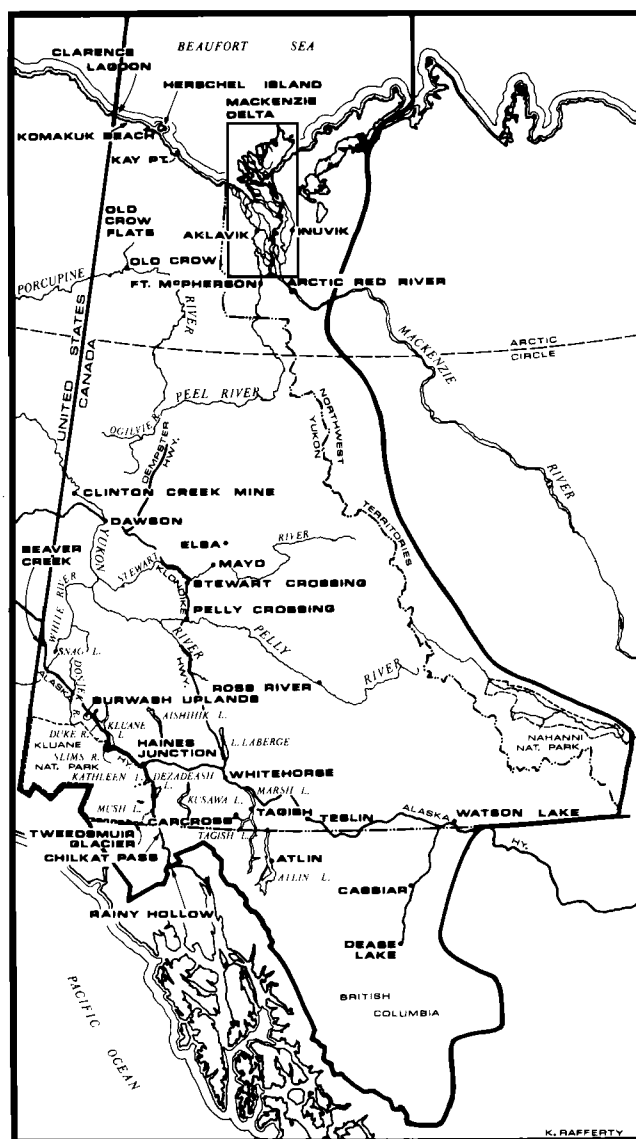 BEAUFORT SEA
CLARENCE
LAGOON
HERSCHEL ISLAND
MACKENZIE
DELTA
KOMAKUK BEACH
KAY PT.
OLD
CROW
FLATS
AKLAVIK
INUVIK
OLD CROW
PORCUPINE
RIVER
FT. McPHERSON
ARCTIC RED RIVER
MACKENZIE
RIVER
ARCTIC
CIRCLE
UNITED STATES
CANADA
PEEL RIVER
OGILVIE R.
DEMPSTER
HWY.
NORTHWEST
YUKON
TERRITORIES
CLINTON CREEK MINE
DAWSON
BEAVER
CREEK
YUKON
ELSA
MAYO
RIVER
STEWART
KLONDIKE
STEWART CROSSING
WHITE RIVER
PELLY CROSSING
RIVER
HWY.
PELLY
RIVER
SNAG L.
DONJEK R.
ALASKA
ROSS RIVER
BURWASH UPLANDS
KLUANE
L.
AISHIHIK L.
DUKE R.
KLUANE
NAT. PARK
SLIMS R.
HAINES
JUNCTION
L. LABERGE
NAHANNI
NAT. PARK
KATHLEEN L.
HY.
DEZADEASH
L.
WHITEHORSE
MARSH L.
MUSH L.
KUSAWA L.
CARCROSS
TAGISH
TESLIN
ALASKA
WATSON LAKE
HY.
TWEEDSMUIR
GLACIER
TAGISH L.
CHILKAT PASS
ATLIN
ATLIN L.
CASSIAR
RAINY HOLLOW
DEASE
LAKE
BRITISH
COLUMBIA
PACIFIC OCEAN
K. RAFFERTY